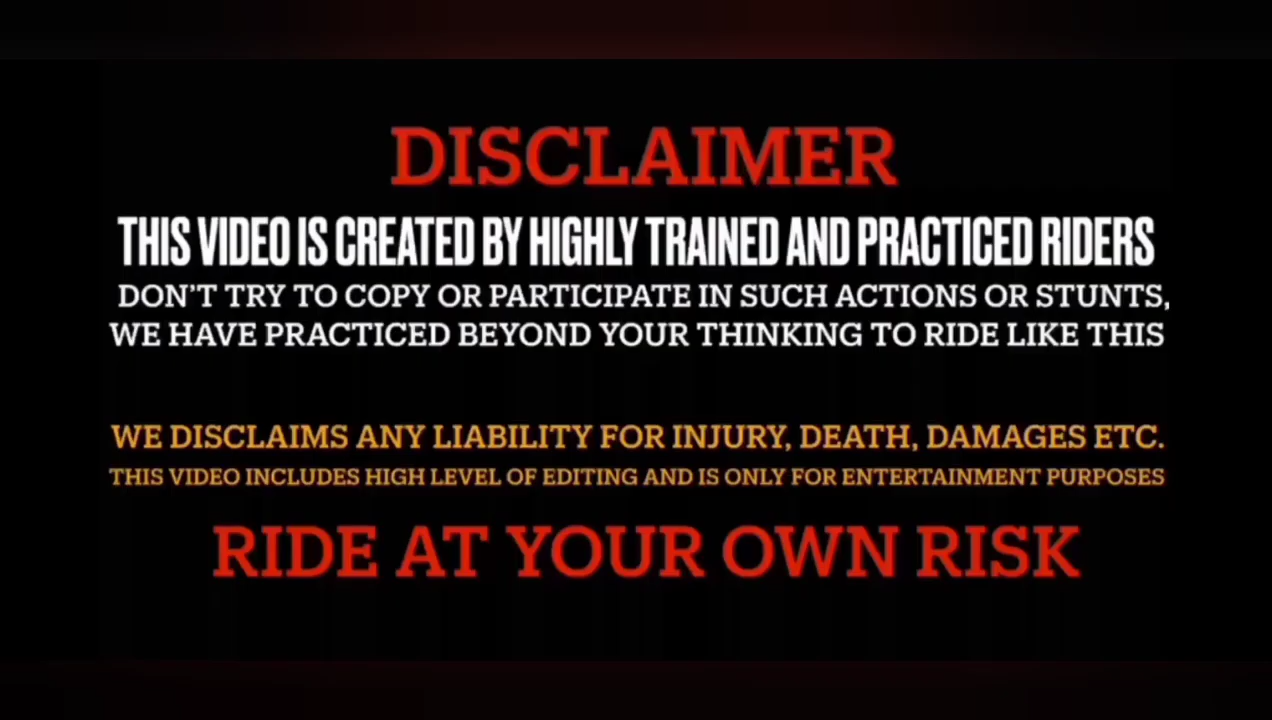 DISCLAIMER
THIS VIDEO IS CREATED BY HIGHLY TRAINED AND PRACTICED RIDERS
DON'T TRY TO COPY OR PARTICIPATE IN SUCH ACTIONS OR STUNTS,
WE HAVE PRACTICED BEYOND YOUR THINKING TO RIDE LIKE THIS
WE DISCLAIMS ANY LIABILITY FOR INJURY, DEATH, DAMAGES ETC.
THIS VIDEO INCLUDES HIGH LEVEL OF EDITING AND IS ONLY FOR ENTERTAINMENT PURPOSES
RIDE AT YOUR OWN RISK